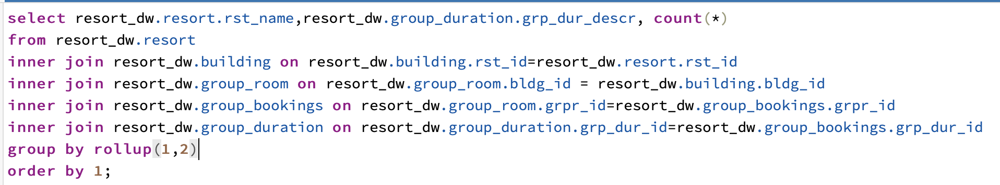 select resort_dw.resort.rst_name,resort_dw.group_duration.grp_dur_descr, count(*)
from resort_dw.resort
inner join resort_dw.building on resort_dw.building.rst_id=resort_dw.resort.rst_id
inner join resort_dw.group_room on resort_dw.group_room.bldg_id = resort_dw.building.bldg_id
inner join resort_dw.group_bookings on resort_dw.group_room.grpr_id=resort_dw.group_bookings.grpr_id
inner join resort_dw.group_duration on resort_dw.group_duration.grp_dur_id=resort_dw.group_bookings.grp_dur_id
group by rollup(1,2)
order by 1;